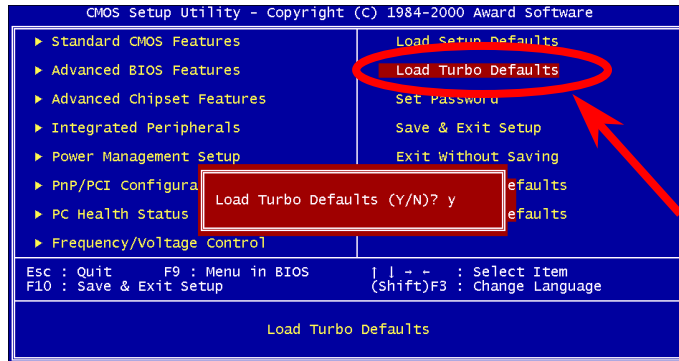 CMOS Setup Utility – Copyright (C) 1984-2000 Award Software
▶ Standard CMOS Features
▶ Advanced BIOS Features
▶ Advanced Chipset Features
▶ Integrated Peripherals
▶ Power Management Setup
▶ PnP/PCI Configura
▶ PC Health Status
▶ Frequency/Voltage Control
Load Setup Defaults
Load Turbo Defaults
Set Password
Save & Exit Setup
Exit Without Saving
efaults
efaults
Load Turbo Defaults (Y/N)? y
Esc : Quit F9 : Menu in BIOS ↑ ↓ → ← : Select Item
F10 : Save & Exit Setup (Shift)F3 : Change Language
Load Turbo Defaults